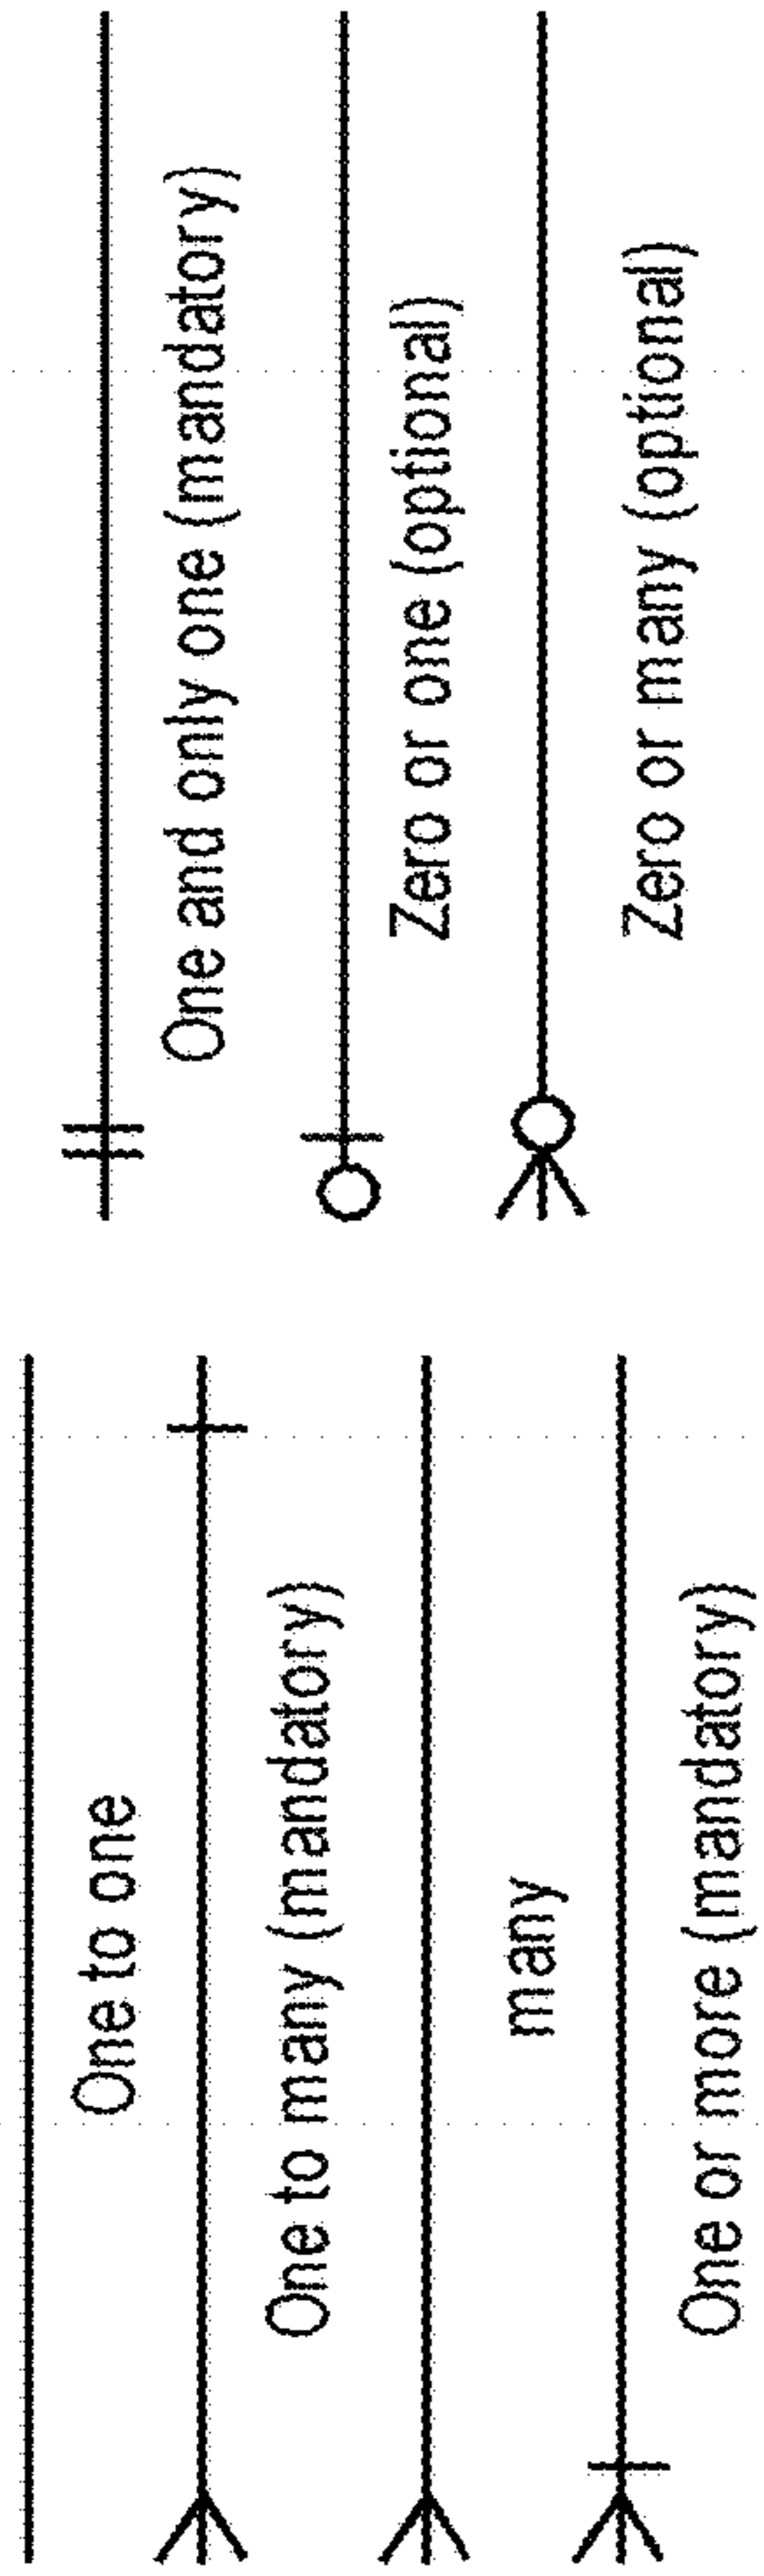 One to one
One to many (mandatory)
many
One or more (mandatory)
One and only one (mandatory)
Zero or one (optional)
Zero or many (optional)